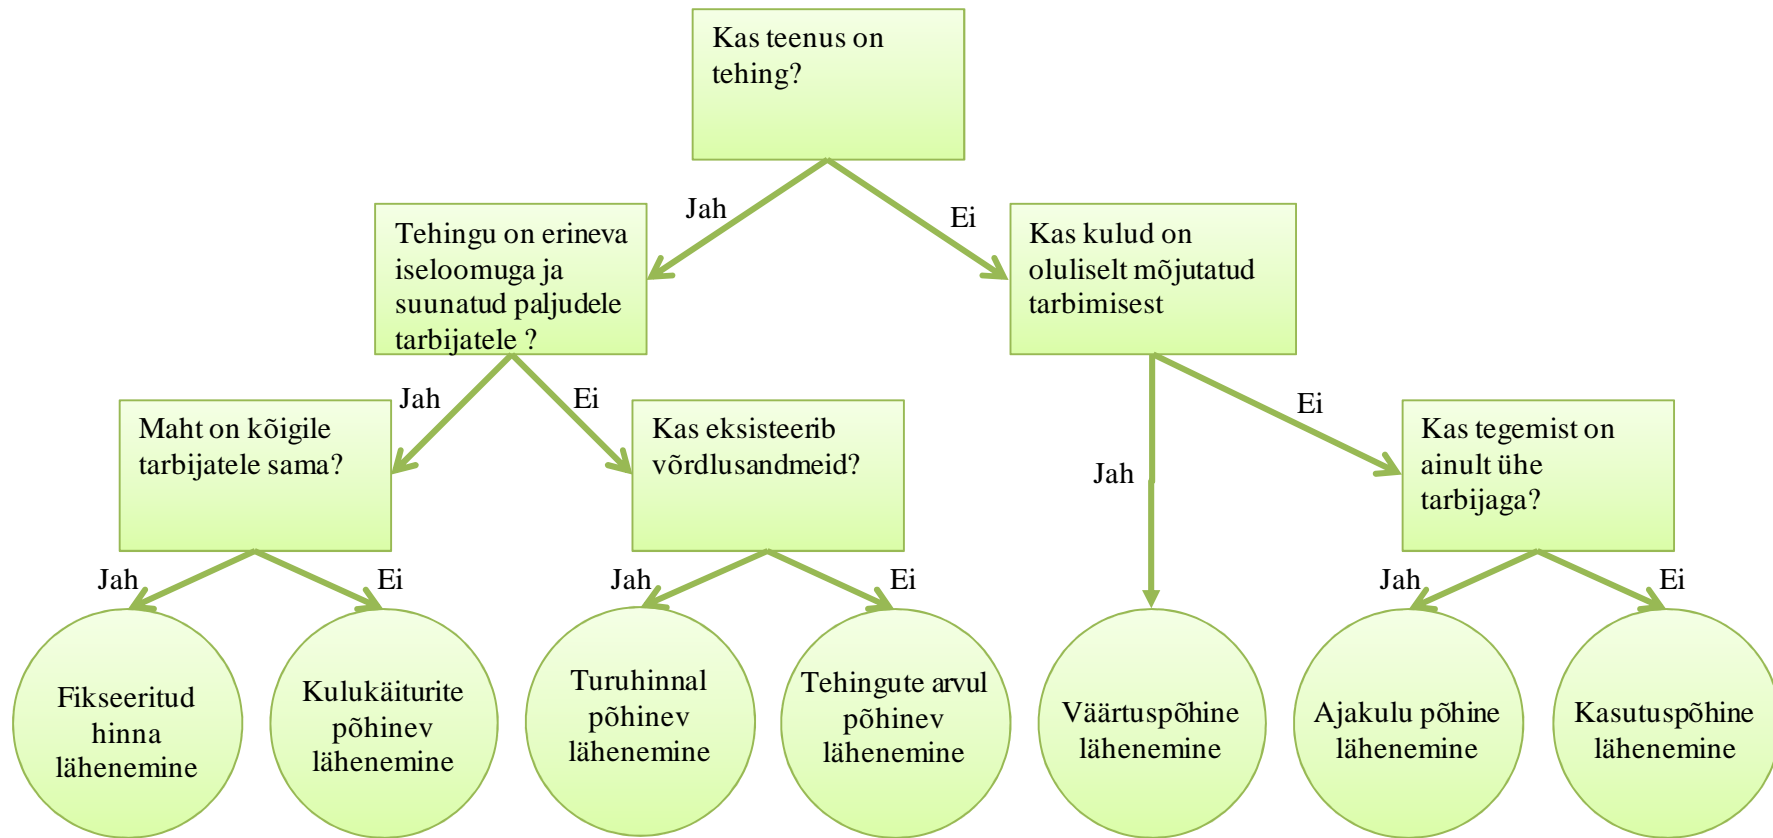 Kas teenus on
tehing?
Jah
Ei
Tehingu on erineva
iseloomuga ja
suunatud paljudele
tarbijatele ?
Kas kulud on
oluliselt mõjutatud
tarbimisest
Jah
Ei
Jah
Ei
Maht on kõigile
tarbijatele sama?
Kas eksisteerib
võrdlusandmeid?
Kas tegemist on
ainult ühe
tarbijaga?
Jah
Ei
Jah
Ei
Jah
Ei
Fikseeritud
hinna
lähenemine
Kulukäiturite
põhinev
lähenemine
Turuhinnal
põhinev
lähenemine
Tehingute arvul
põhinev
lähenemine
Väärtuspõhine
lähenemine
Ajakulu põhine
lähenemine
Kasutuspõhine
lähenemine